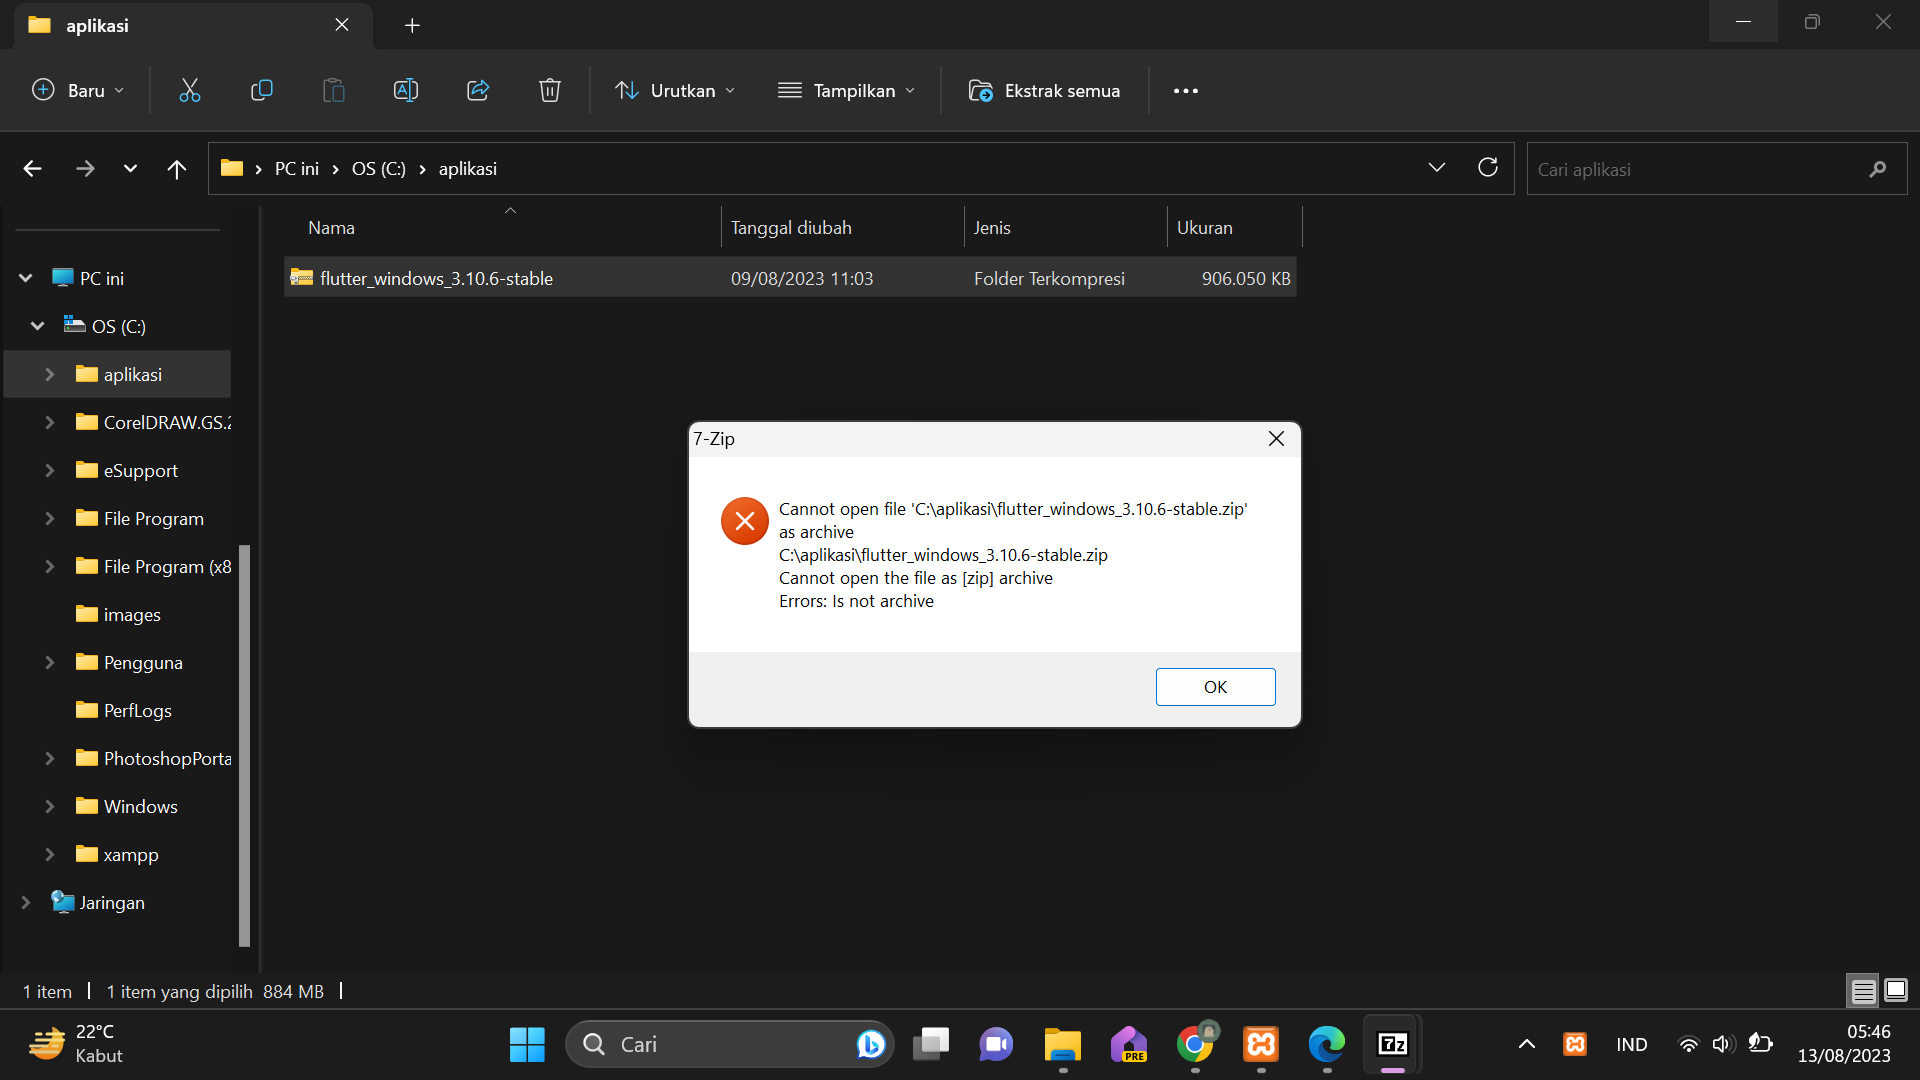 aplikasi
Baru
Urutkan
Tampilkan
Ekstrak semua
PC ini
OS (C:)
aplikasi
Cari aplikasi
Nama
Tanggal diubah
Jenis
Ukuran
flutter_windows_3.10.6-stable
09/08/2023 11:03
Folder Terkompresi
906.050 KB
PC ini
OS (C:)
aplikasi
CorelDRAW.GS.2
eSupport
File Program
File Program (x8
images
Pengguna
PerfLogs
PhotoshopPorta
Windows
xampp
Jaringan
7-Zip
Cannot open file 'C:\aplikasi\flutter_windows_3.10.6-stable.zip'
as archive
C:\aplikasi\flutter_windows_3.10.6-stable.zip
Cannot open the file as [zip] archive
Errors: Is not archive
OK
1 item
1 item yang dipilih 884 MB
22°C
Kabut
Cari
PRE
7z
IND
05:46
13/08/2023